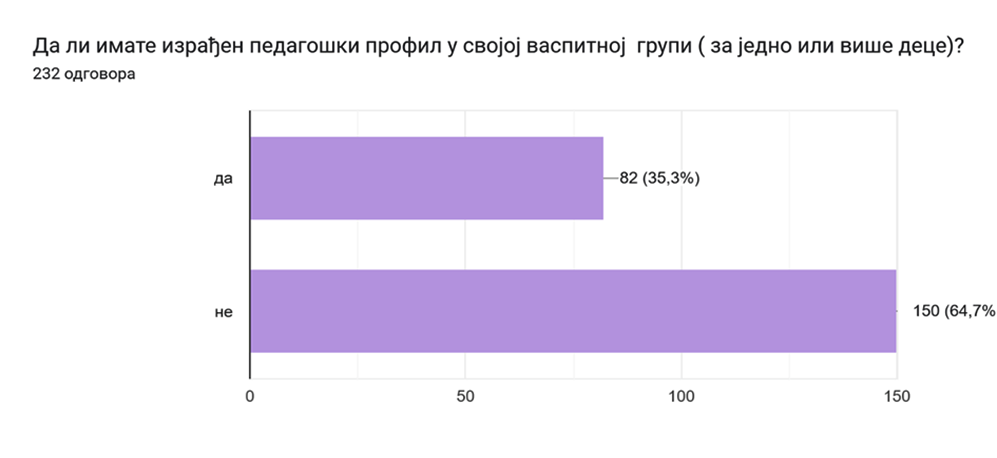 Да ли имате израђен педагошки профил у својој васпитној  групи ( за једно или више деце)?
232 одговора
да
82 (35,3%)
не
150 (64,7%
0 50 100 150